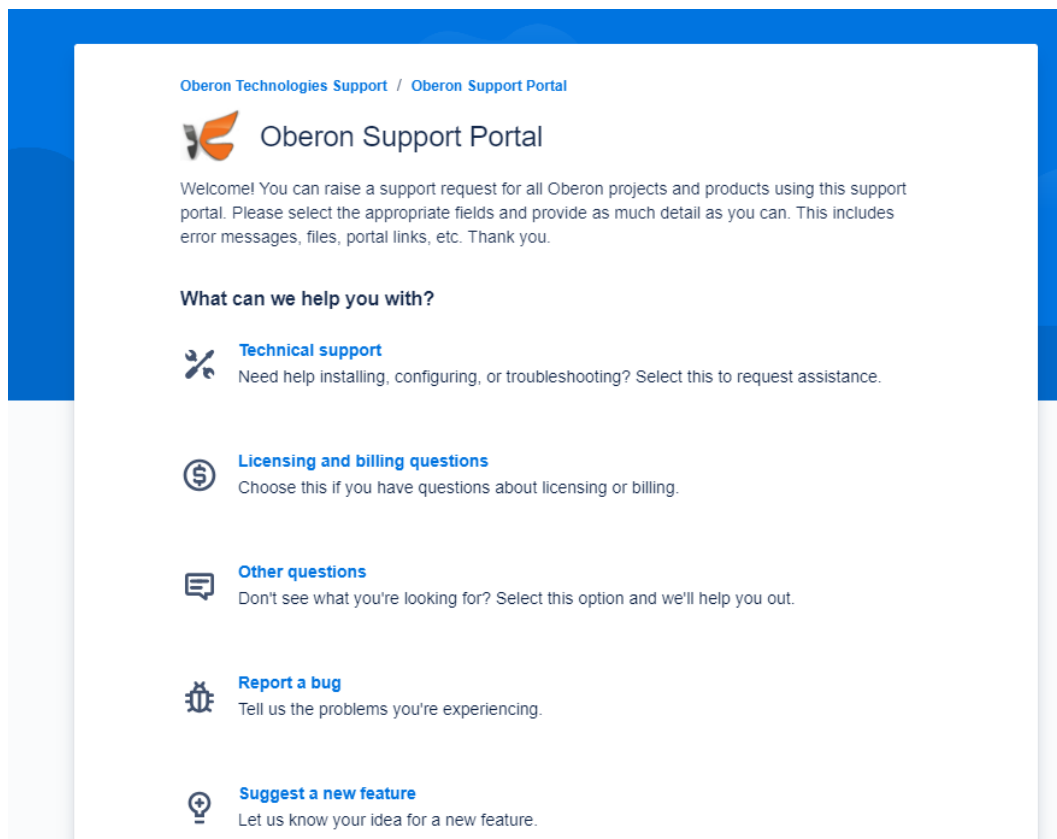 Oberon Technologies Support / Oberon Support Portal
Oberon Support Portal
Welcome! You can raise a support request for all Oberon projects and products using this support
portal. Please select the appropriate fields and provide as much detail as you can. This includes
error messages, files, portal links, etc. Thank you.
What can we help you with?
Technical support
Need help installing, configuring, or troubleshooting? Select this to request assistance.
Licensing and billing questions
Choose this if you have questions about licensing or billing.
Other questions
Don't see what you're looking for? Select this option and we'll help you out.
Report a bug
Tell us the problems you're experiencing.
Suggest a new feature
Let us know your idea for a new feature.